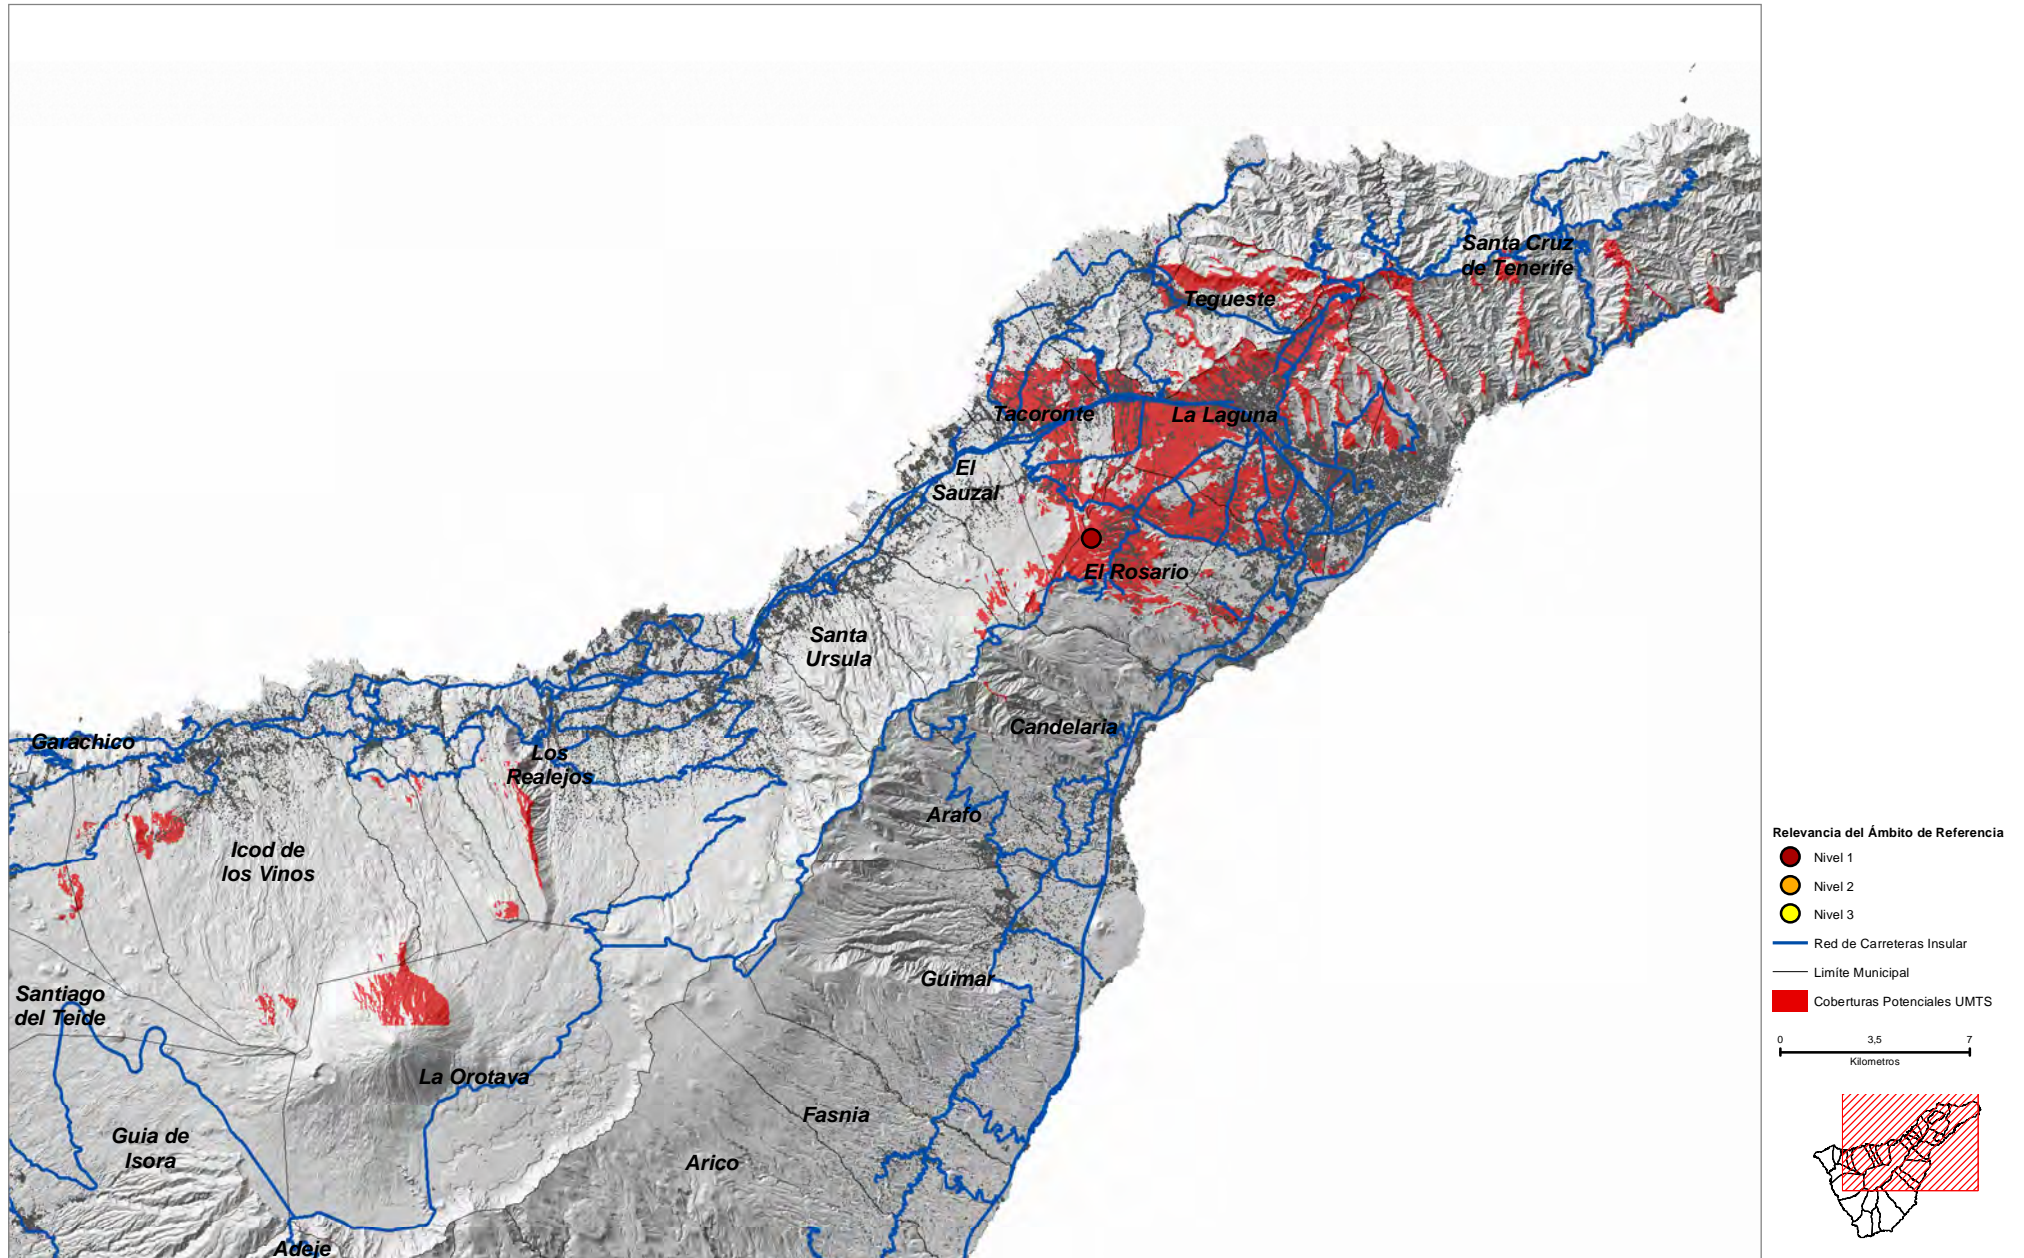 Santa Cruz
de Tenerife
Tegueste
Tacoronte
La Laguna
El
Sauzal
El Rosario
Santa
Ursula
Candelaria
Garachico
Los
Realejos
Arafo
Icod de
los Vinos
Guimar
Santiago
del Teide
La Orotava
Fasnia
Guia de
Isora
Arico
Adeje
Relevancia del Ámbito de Referencia
Nivel 1
Nivel 2
Nivel 3
Red de Carreteras Insular
Limíte Municipal
Coberturas Potenciales UMTS
0 3,5 7
Kilometros